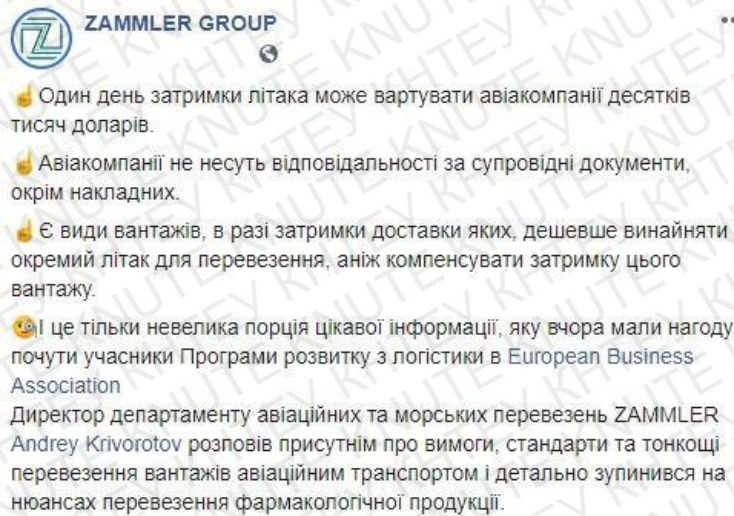 ZAMMLER GROUP
☝Один день затримки літака може вартувати авіакомпанії десятків
тисяч доларів.
☝Авіакомпанії не несуть відповідальності за супровідні документи,
окрім накладних.
☝Є види вантажів, в разі затримки доставки яких, дешевше винайняти
окремий літак для перевезення, аніж компенсувати затримку цього
вантажу.
🧐І це тільки невелика порція цікавої інформації, яку вчора мали нагоду
почути учасники Програми розвитку з логістики в European Business
Association
Директор департаменту авіаційних та морських перевезень ZAMMLER
Andrey Krivorotov розповів присутнім про вимоги, стандарти та тонкощі
перевезення вантажів авіаційним транспортом і детально зупинився на
нюансах перевезення фармакологічної продукції.
KHTEY KNUTE KHTEY KNUTE